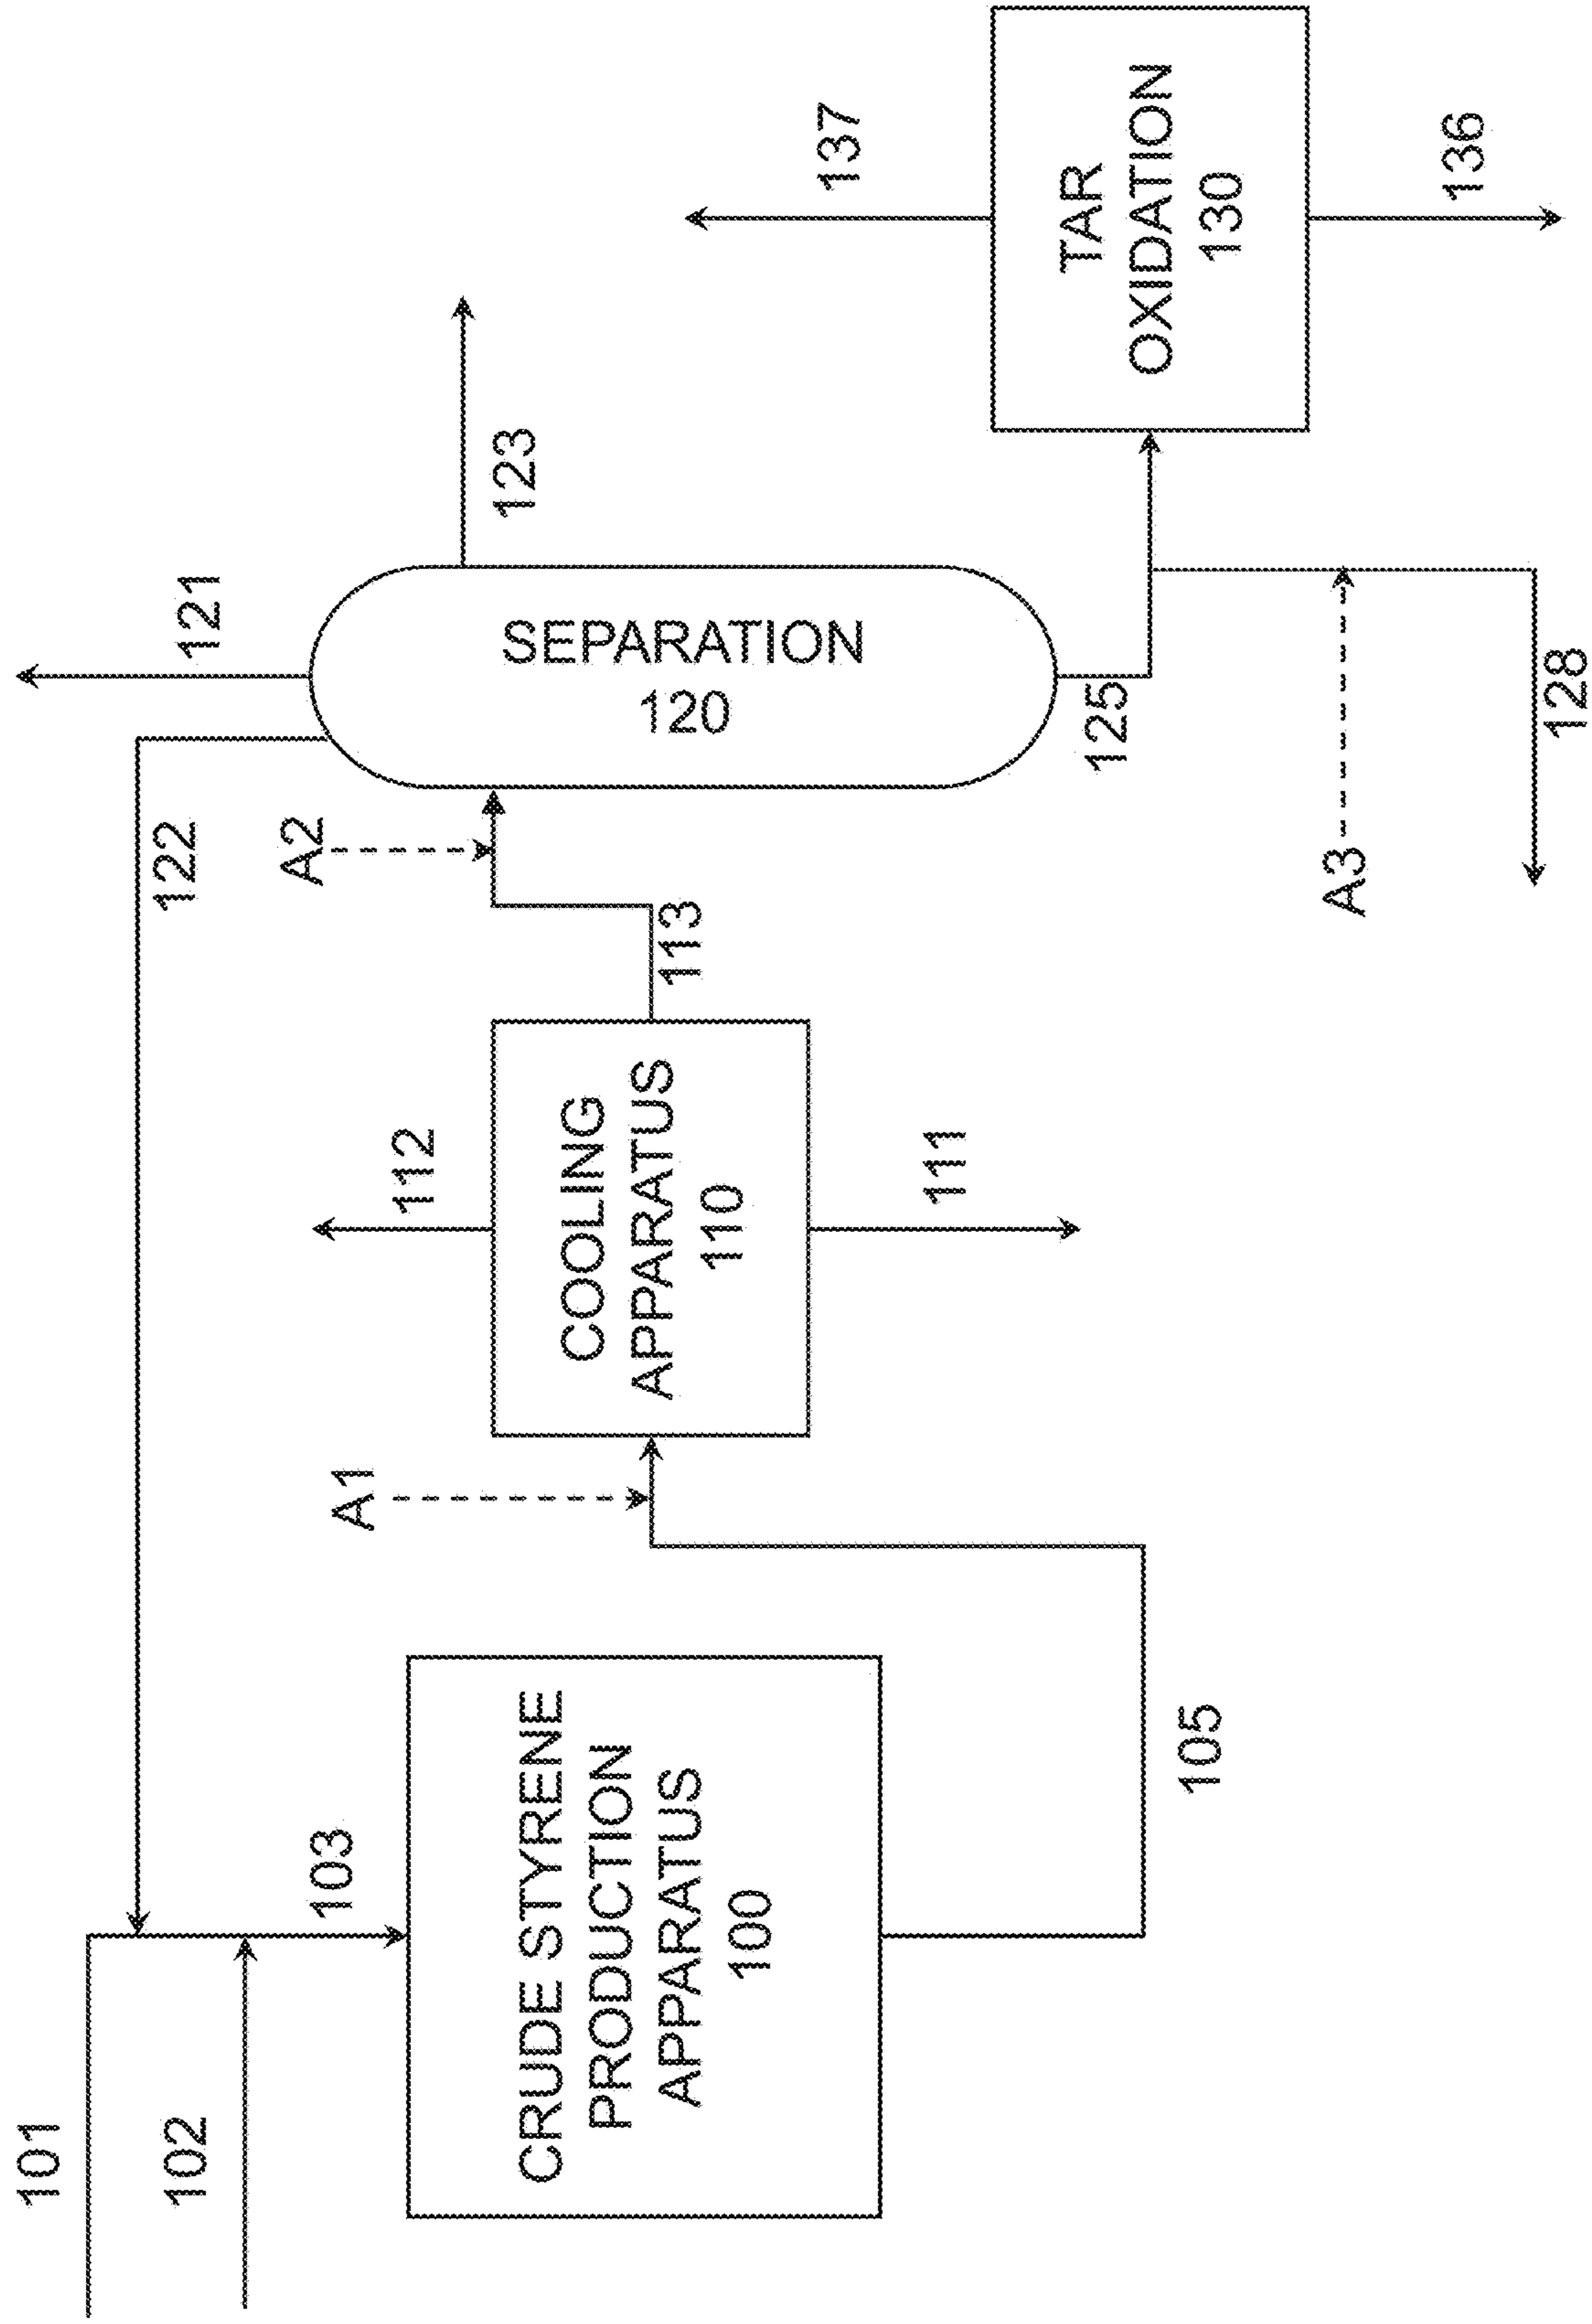 101
102
103
CRUDE STYRENE
PRODUCTION
APPARATUS
100
105
A1
112
COOLING
APPARATUS
110
111
113
122
A2
121
SEPARATION
120
123
125
A3
128
137
TAR
OXIDATION
130
136